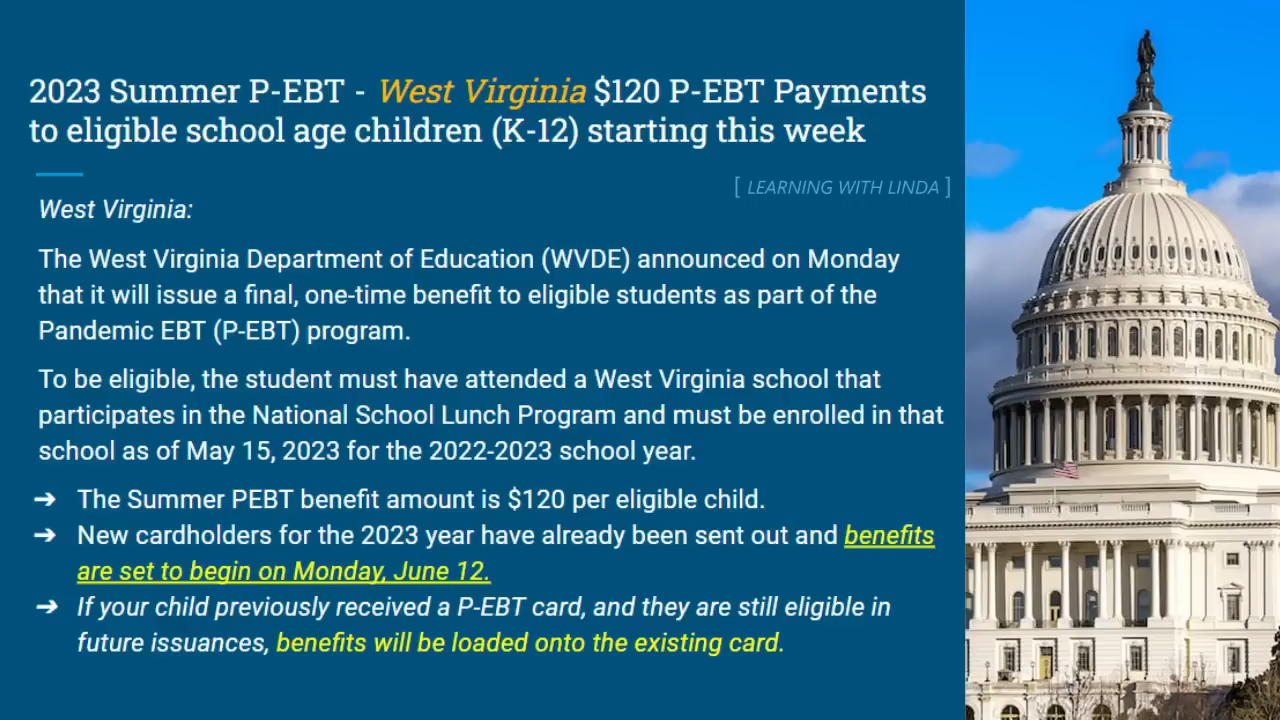 2023 Summer P-EBT - West Virginia $120 P-EBT Payments
to eligible school age children (K-12) starting this week
[ LEARNING WITH LINDA ]
West Virginia:
The West Virginia Department of Education (WVDE) announced on Monday
that it will issue a final, one-time benefit to eligible students as part of the
Pandemic EBT (P-EBT) program.
To be eligible, the student must have attended a West Virginia school that
participates in the National School Lunch Program and must be enrolled in that
school as of May 15, 2023 for the 2022-2023 school year.
➔ The Summer PEBT benefit amount is $120 per eligible child.
➔ New cardholders for the 2023 year have already been sent out and benefits
are set to begin on Monday, June 12.
➔ If your child previously received a P-EBT card, and they are still eligible in
future issuances, benefits will be loaded onto the existing card.